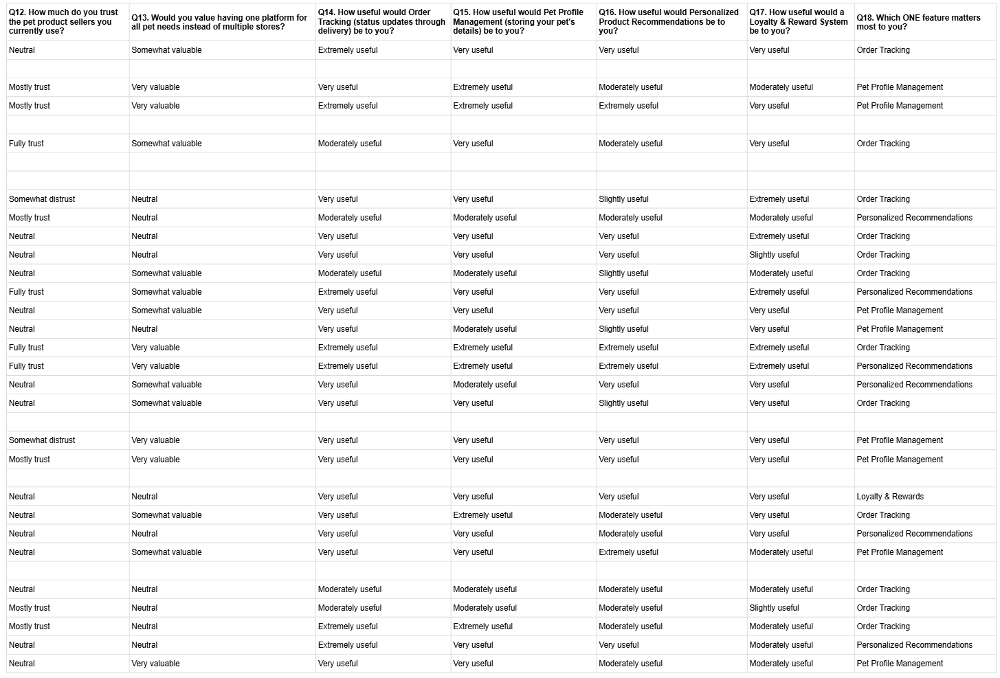 Q12. How much do you trust the pet product sellers you currently use? Q13. Would you value having one platform for all pet needs instead of multiple stores? Q14. How useful would Order Tracking (status updates through delivery) be to you? Q15. How useful would Pet Profile Management (storing your pet's details) be to you? Q16. How useful would Personalized Product Recommendations be to you? Q17. How useful would a Loyalty & Reward System be to you? Q18. Which ONE feature matters most to you?
Neutral Somewhat valuable Extremely useful Very useful Very useful Very useful Order Tracking
Mostly trust Very valuable Very useful Extremely useful Moderately useful Moderately useful Pet Profile Management
Mostly trust Very valuable Extremely useful Extremely useful Extremely useful Very useful Pet Profile Management
Fully trust Somewhat valuable Moderately useful Very useful Moderately useful Very useful Order Tracking
Somewhat distrust Neutral Very useful Very useful Slightly useful Extremely useful Order Tracking
Mostly trust Neutral Moderately useful Moderately useful Moderately useful Moderately useful Personalized Recommendations
Neutral Neutral Very useful Very useful Very useful Extremely useful Order Tracking
Neutral Neutral Very useful Very useful Very useful Slightly useful Order Tracking
Neutral Somewhat valuable Moderately useful Moderately useful Slightly useful Moderately useful Order Tracking
Fully trust Somewhat valuable Extremely useful Very useful Very useful Extremely useful Personalized Recommendations
Neutral Somewhat valuable Very useful Very useful Very useful Very useful Pet Profile Management
Neutral Neutral Very useful Moderately useful Slightly useful Very useful Pet Profile Management
Fully trust Very valuable Extremely useful Extremely useful Extremely useful Extremely useful Order Tracking
Fully trust Very valuable Extremely useful Extremely useful Extremely useful Extremely useful Personalized Recommendations
Neutral Somewhat valuable Very useful Moderately useful Very useful Very useful Personalized Recommendations
Neutral Somewhat valuable Very useful Very useful Slightly useful Very useful Order Tracking
Somewhat distrust Very valuable Very useful Very useful Very useful Very useful Pet Profile Management
Mostly trust Very valuable Very useful Very useful Very useful Very useful Pet Profile Management
Neutral Neutral Very useful Very useful Very useful Very useful Loyalty & Rewards
Neutral Somewhat valuable Very useful Extremely useful Moderately useful Very useful Order Tracking
Neutral Neutral Very useful Very useful Moderately useful Very useful Personalized Recommendations
Neutral Somewhat valuable Very useful Very useful Extremely useful Moderately useful Pet Profile Management
Neutral Neutral Moderately useful Moderately useful Moderately useful Moderately useful Order Tracking
Mostly trust Neutral Moderately useful Moderately useful Moderately useful Slightly useful Order Tracking
Mostly trust Neutral Extremely useful Extremely useful Moderately useful Moderately useful Order Tracking
Neutral Neutral Extremely useful Very useful Very useful Moderately useful Personalized Recommendations
Neutral Very valuable Very useful Very useful Moderately useful Moderately useful Pet Profile Management